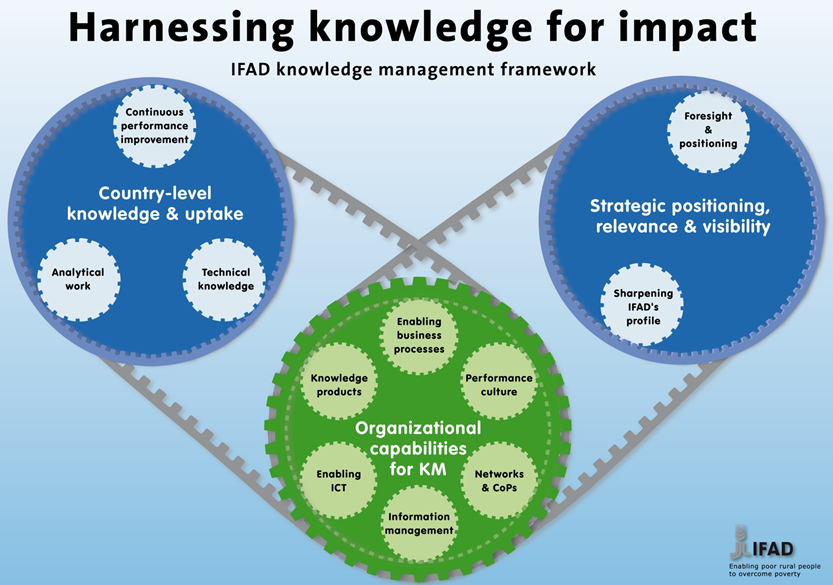 Harnessing knowledge for impact
IFAD knowledge management framework
Continuous
performance
improvement
Country-level
knowledge & uptake
Analytical
work
Technical
knowledge
Foresight
&
positioning
Strategic positioning,
relevance & visibility
Sharpening
IFAD's
profile
Enabling
business
processes
Knowledge
products
Performance
culture
Organizational
capabilities
for KM
Enabling
ICT
Networks
& CoPs
Information
management
IFAD
Enabling poor rural people
to overcome poverty